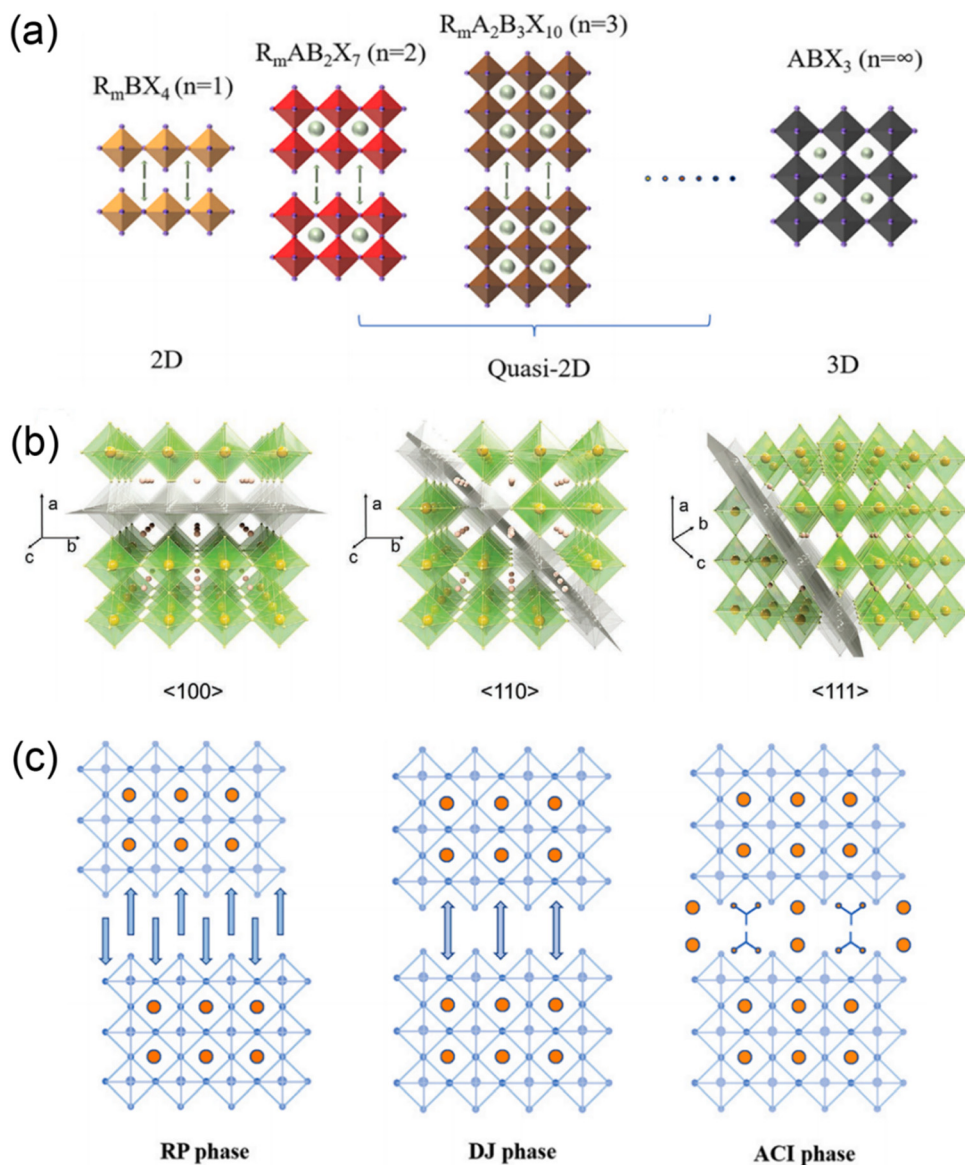 (a)
RₘBX₄ (n=1)
RₘAB₂X₇ (n=2)
RₘA₂B₃X₁₀ (n=3)
ABX₃ (n=∞)
2D
Quasi-2D
3D
(b)
a
b
c
<100>
a
b
c
<110>
a
b
c
<111>
(c)
RP phase
DJ phase
ACI phase